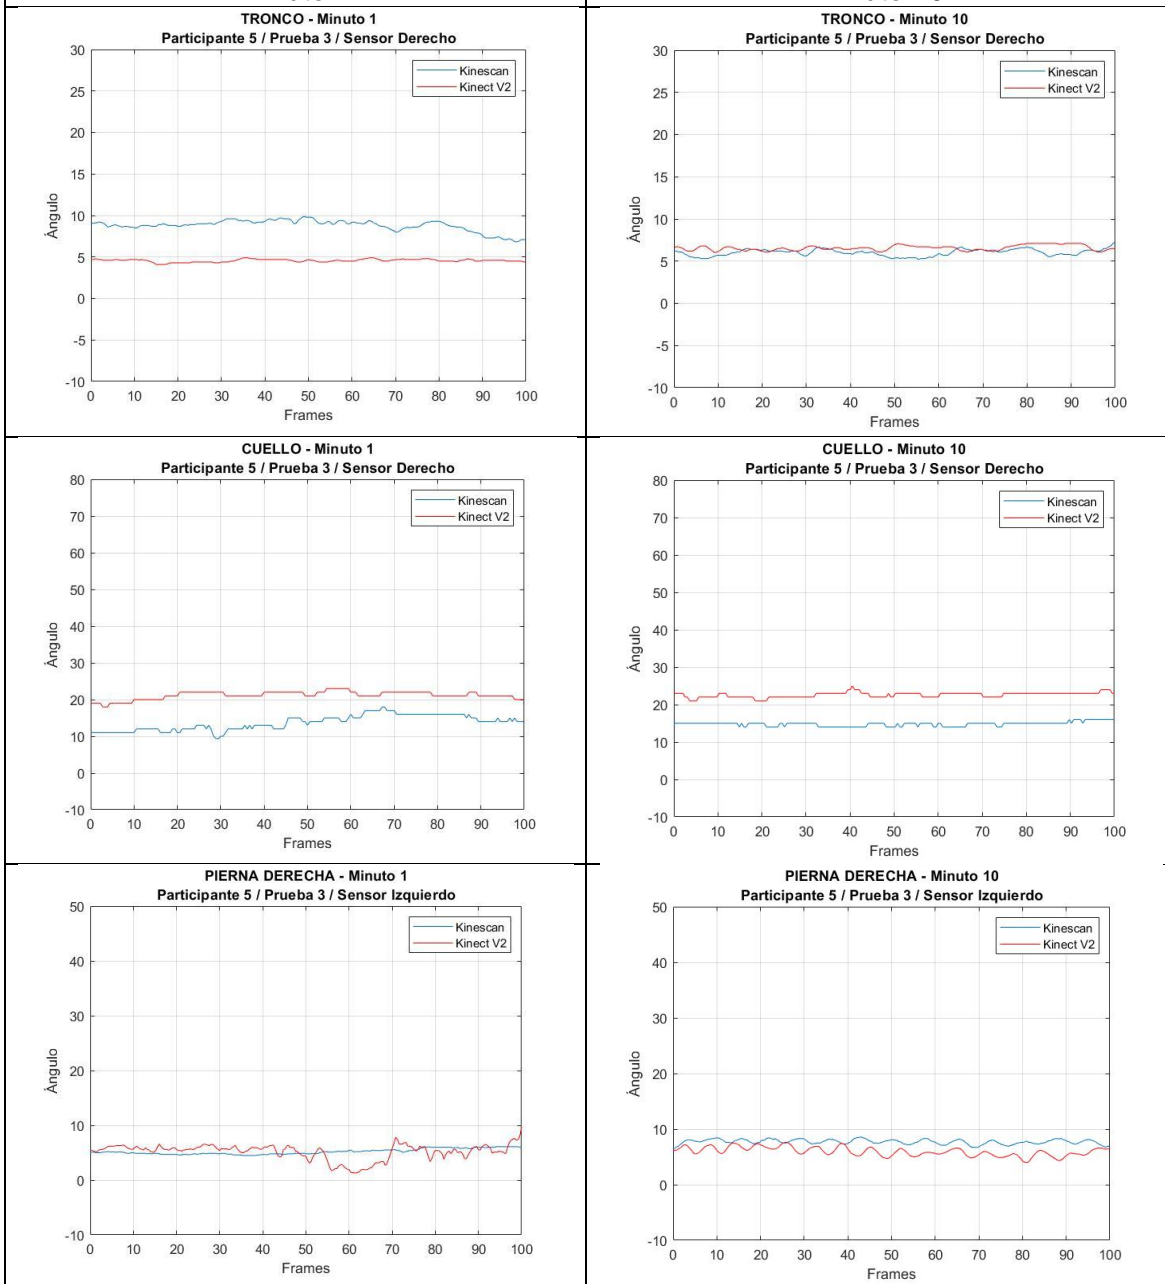 TRONCO - Minuto 1
Participante 5 / Prueba 3 / Sensor Derecho
Kinescan
Kinect V2
30
25
20
15
10
5
0
-5
-10
Ángulo
0 10 20 30 40 50 60 70 80 90 100
Frames
TRONCO - Minuto 10
Participante 5 / Prueba 3 / Sensor Derecho
Kinescan
Kinect V2
30
25
20
15
10
5
0
-5
-10
Ángulo
0 10 20 30 40 50 60 70 80 90 100
Frames
CUELLO - Minuto 1
Participante 5 / Prueba 3 / Sensor Derecho
Kinescan
Kinect V2
80
70
60
50
40
30
20
10
0
-10
Ángulo
0 10 20 30 40 50 60 70 80 90 100
Frames
CUELLO - Minuto 10
Participante 5 / Prueba 3 / Sensor Derecho
Kinescan
Kinect V2
80
70
60
50
40
30
20
10
0
-10
Ángulo
0 10 20 30 40 50 60 70 80 90 100
Frames
PIERNA DERECHA - Minuto 1
Participante 5 / Prueba 3 / Sensor Izquierdo
Kinescan
Kinect V2
50
40
30
20
10
0
-10
Ángulo
0 10 20 30 40 50 60 70 80 90 100
Frames
PIERNA DERECHA - Minuto 10
Participante 5 / Prueba 3 / Sensor Izquierdo
Kinescan
Kinect V2
50
40
30
20
10
0
-10
Ángulo
0 10 20 30 40 50 60 70 80 90 100
Frames